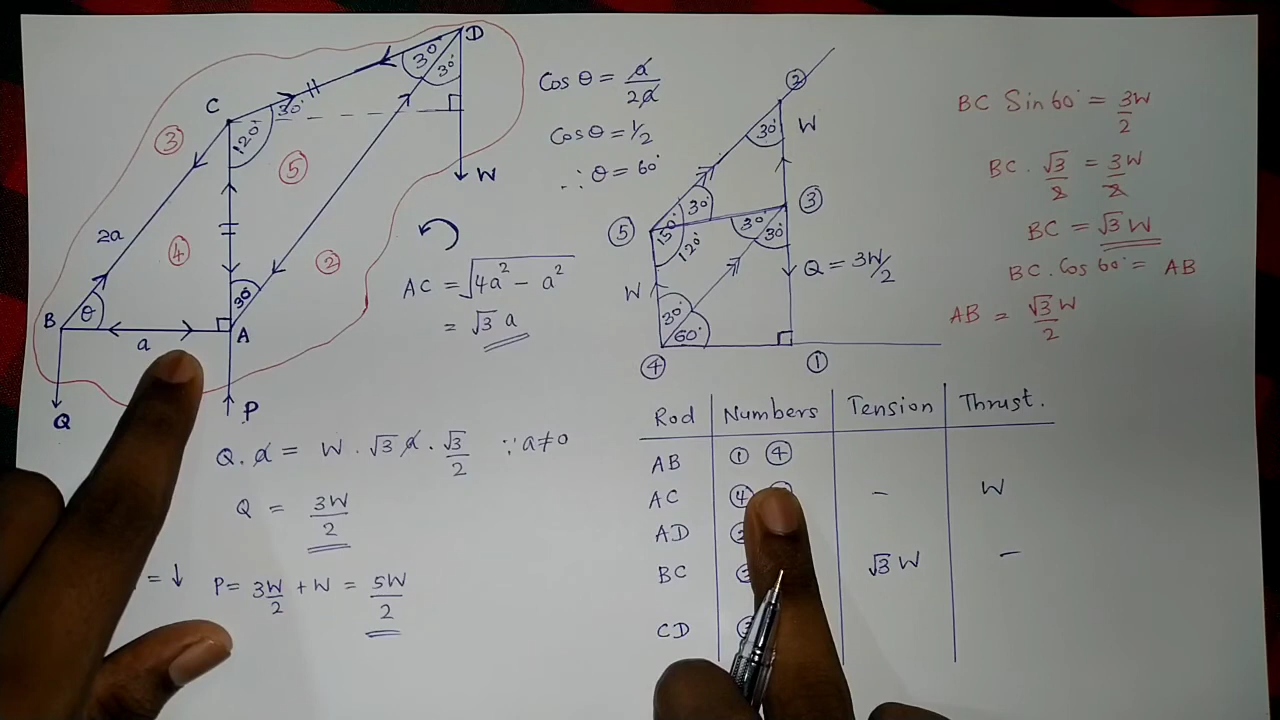 D
30°
30°
C
30°
120°
③
⑤
W
2a
④
②
30°
B
θ
A
a
Q
P
Cos θ = a/2a
Cos θ = 1/2
∴ θ = 60°
AC = √(4a² - a²)
= √3 a
Q. a = W. √3 a. √3/2 ∵ a ≠ 0
Q = 3W/2
= ↓ P = 3W/2 + W = 5W/2
②
30°
W
30°
③
⑤
150°
30°
30°
120°
Q = 3W/2
W
30°
60°
④
①
BC Sin 60° = 3W/2
BC. √3/2 = 3W/2
BC = √3 W
BC. Cos 60° = AB
AB = √3 W/2
Rod Numbers Tension Thrust.
AB ① ④
AC ④ - W
AD
BC √3 W -
CD